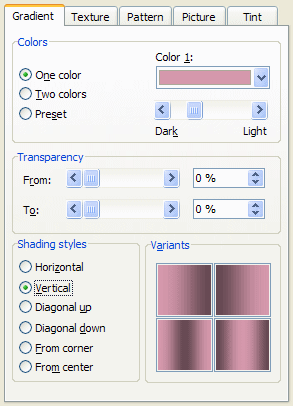 Gradient Texture Pattern Picture Tint
Colors
One color
Two colors
Preset
Color 1:
Dark Light
Transparency
From: 0 %
To: 0 %
Shading styles
Horizontal
Vertical
Diagonal up
Diagonal down
From corner
From center
Variants